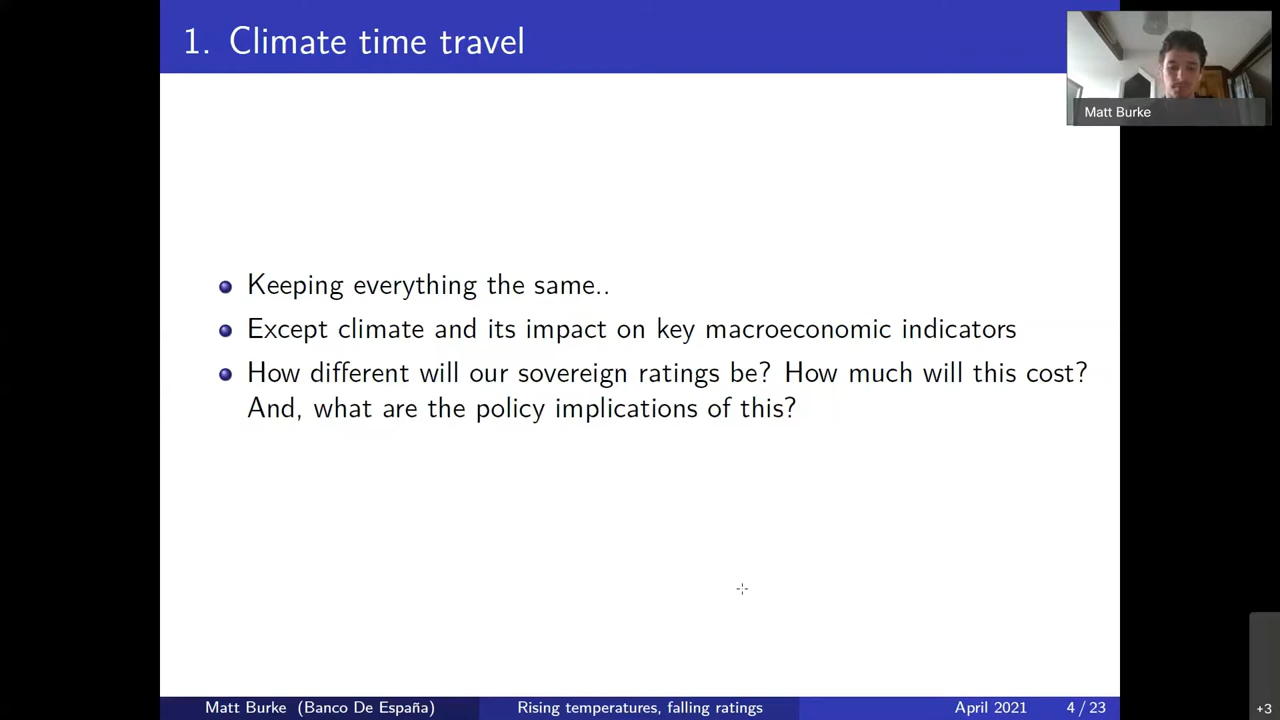 1. Climate time travel
Matt Burke
Keeping everything the same..
Except climate and its impact on key macroeconomic indicators
How different will our sovereign ratings be? How much will this cost?
And, what are the policy implications of this?
Matt Burke (Banco De España) Rising temperatures, falling ratings April 2021 4 / 23
+3